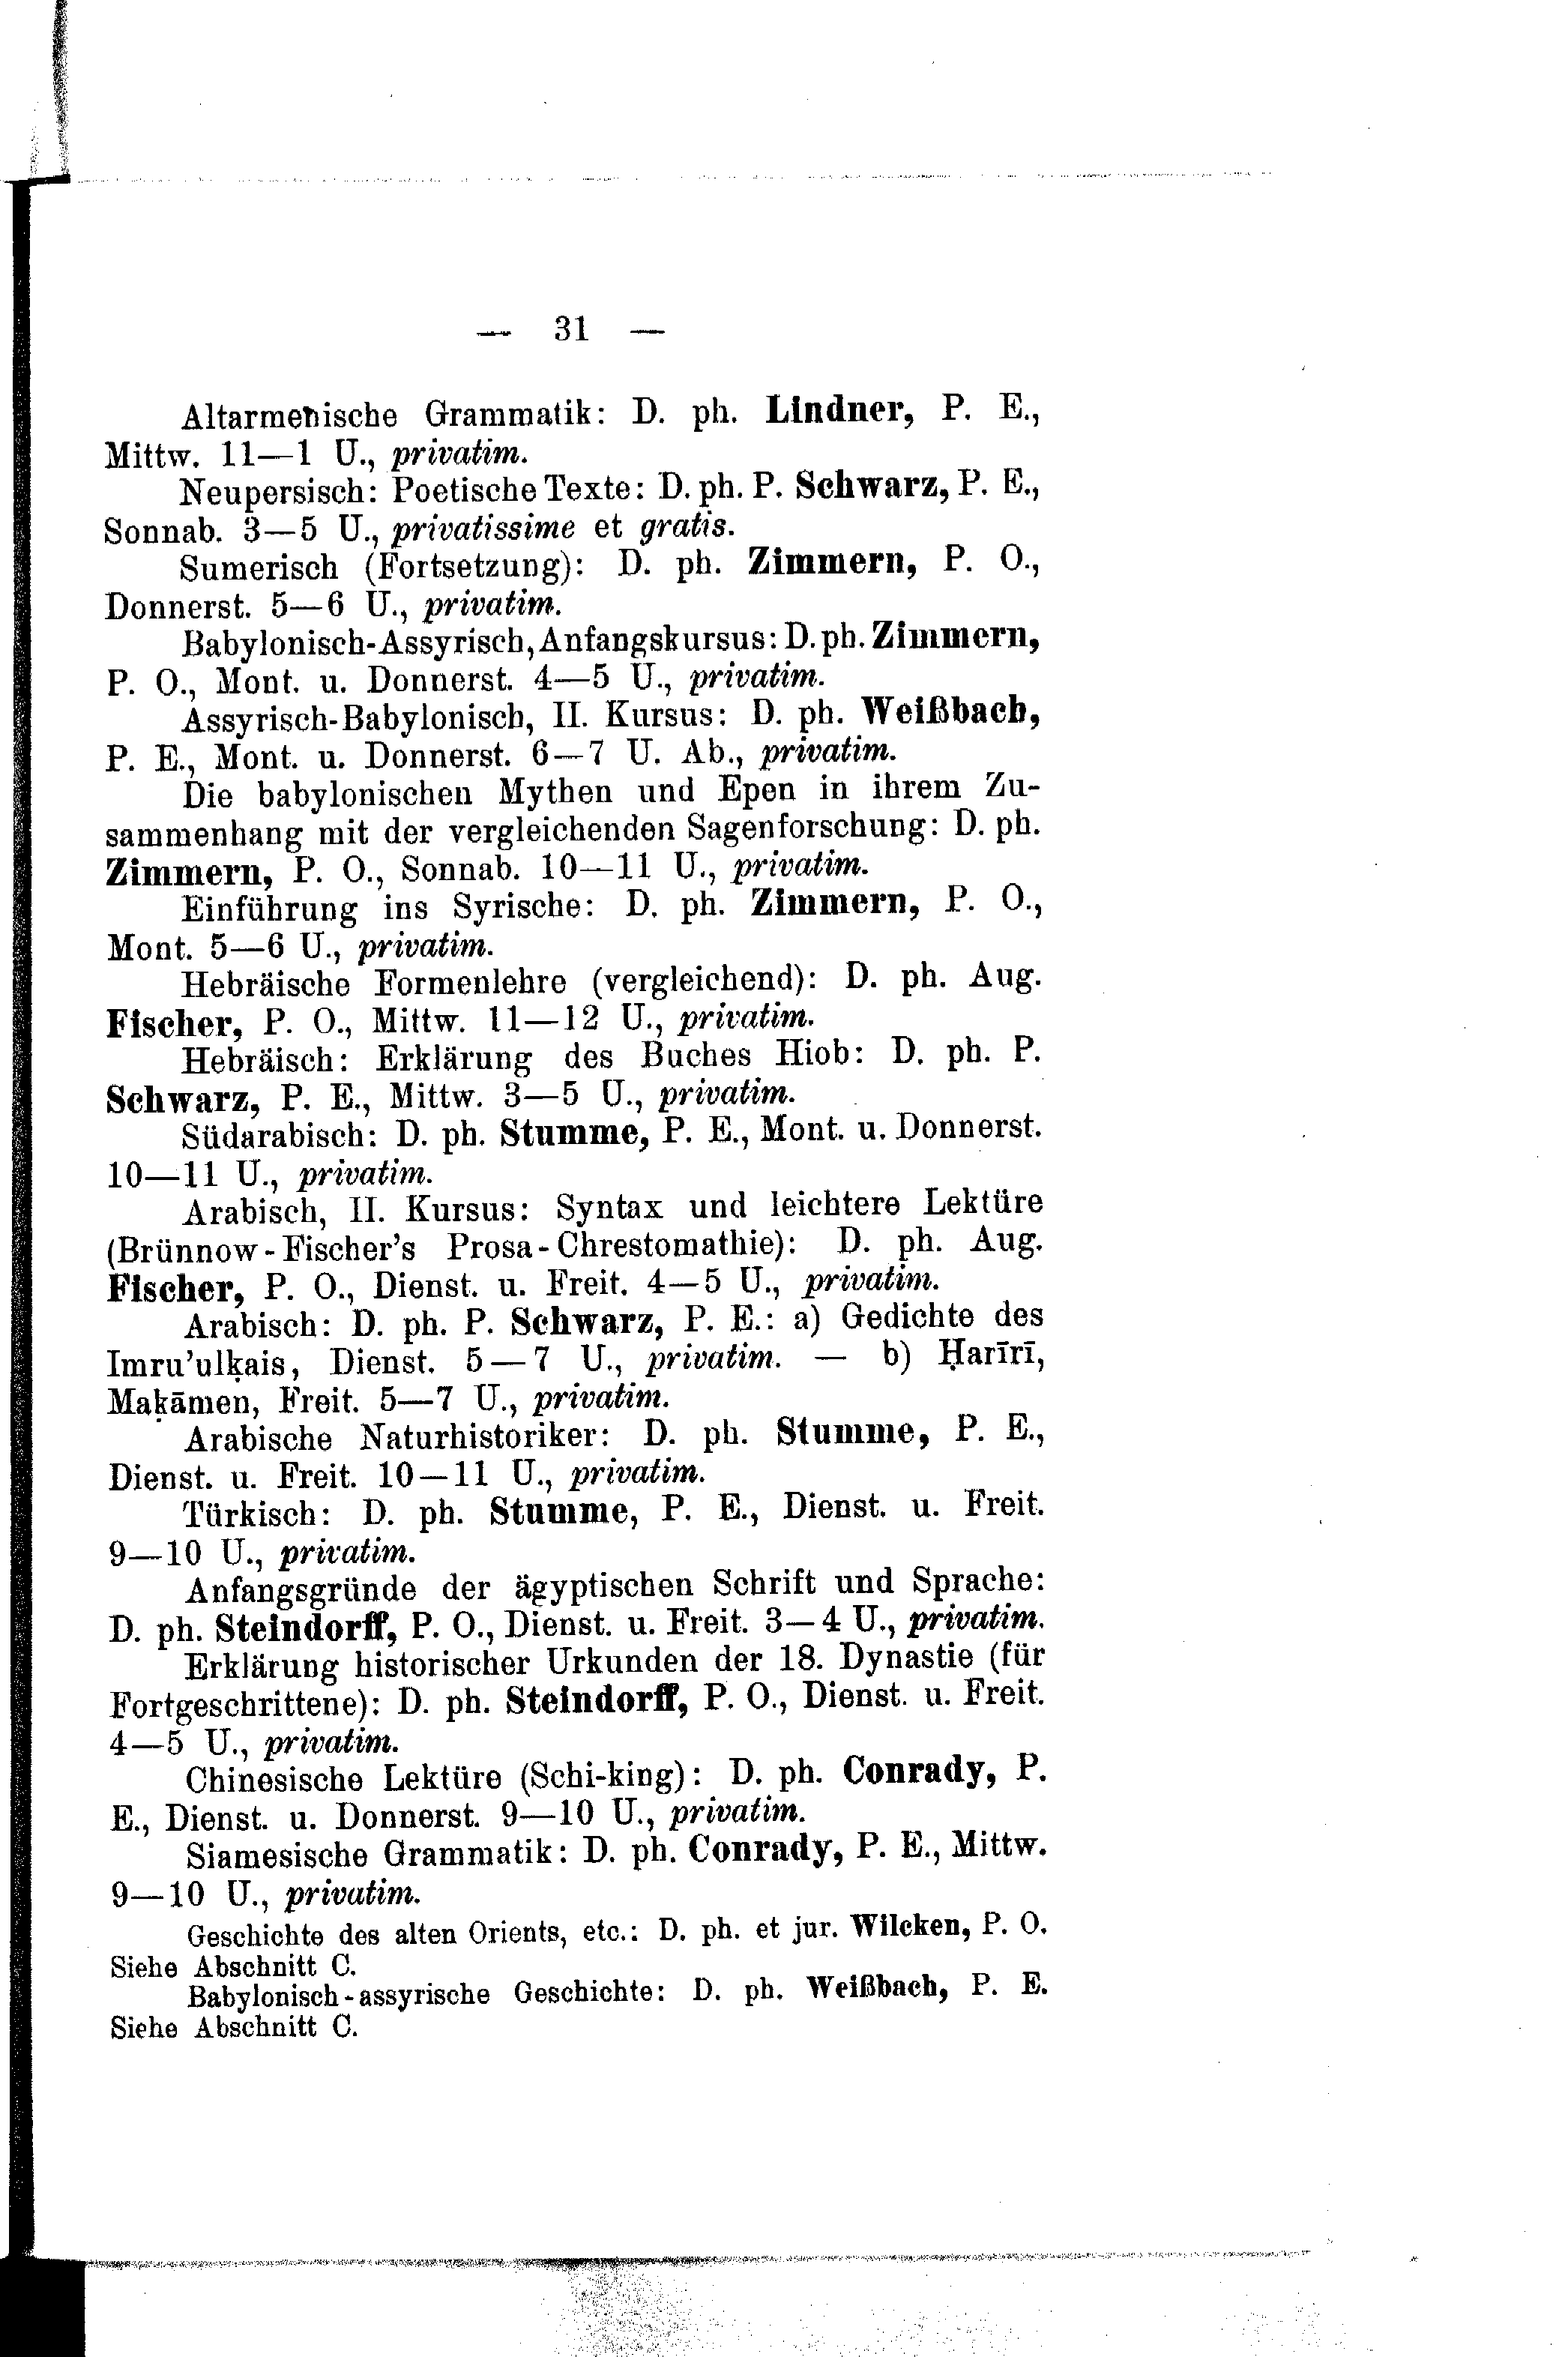 — 31 —
Altarmenische Grammatik: D. ph. Lindner, P. E.,
Mittw. 11—1 U., privatim.
Neupersisch: Poetische Texte: D. ph. P. Schwarz, P. E.,
Sonnab. 3—5 U., privatissime et gratis.
Sumerisch (Fortsetzung): D. ph. Zimmern, P. O.,
Donnerst. 5—6 U., privatim.
Babylonisch-Assyrisch, Anfangskursus: D. ph. Zimmern,
P. O., Mont. u. Donnerst. 4—5 U., privatim.
Assyrisch-Babylonisch, II. Kursus: D. ph. Weißbach,
P. E., Mont. u. Donnerst. 6—7 U. Ab., privatim.
Die babylonischen Mythen und Epen in ihrem Zu-
sammenhang mit der vergleichenden Sagenforschung: D. ph.
Zimmern, P. O., Sonnab. 10—11 U., privatim.
Einführung ins Syrische: D. ph. Zimmern, P. O.,
Mont. 5—6 U., privatim.
Hebräische Formenlehre (vergleichend): D. ph. Aug.
Fischer, P. O., Mittw. 11—12 U., privatim.
Hebräisch: Erklärung des Buches Hiob: D. ph. P.
Schwarz, P. E., Mittw. 3—5 U., privatim.
Südarabisch: D. ph. Stumme, P. E., Mont. u. Donnerst.
10—11 U., privatim.
Arabisch, II. Kursus: Syntax und leichtere Lektüre
(Brünnow-Fischer's Prosa-Chrestomathie): D. ph. Aug.
Fischer, P. O., Dienst. u. Freit. 4—5 U., privatim.
Arabisch: D. ph. P. Schwarz, P. E.: a) Gedichte des
Imru'ulḳais, Dienst. 5—7 U., privatim. — b) Ḥarīrī,
Maḳāmen, Freit. 5—7 U., privatim.
Arabische Naturhistoriker: D. ph. Stumme, P. E.,
Dienst. u. Freit. 10—11 U., privatim.
Türkisch: D. ph. Stumme, P. E., Dienst. u. Freit.
9—10 U., privatim.
Anfangsgründe der ägyptischen Schrift und Sprache:
D. ph. Steindorff, P. O., Dienst. u. Freit. 3—4 U., privatim.
Erklärung historischer Urkunden der 18. Dynastie (für
Fortgeschrittene): D. ph. Steindorff, P. O., Dienst. u. Freit.
4—5 U., privatim.
Chinesische Lektüre (Schi-king): D. ph. Conrady, P.
E., Dienst. u. Donnerst. 9—10 U., privatim.
Siamesische Grammatik: D. ph. Conrady, P. E., Mittw.
9—10 U., privatim.
Geschichte des alten Orients, etc.: D. ph. et jur. Wilcken, P. O.
Siehe Abschnitt C.
Babylonisch-assyrische Geschichte: D. ph. Weißbach, P. E.
Siehe Abschnitt C.